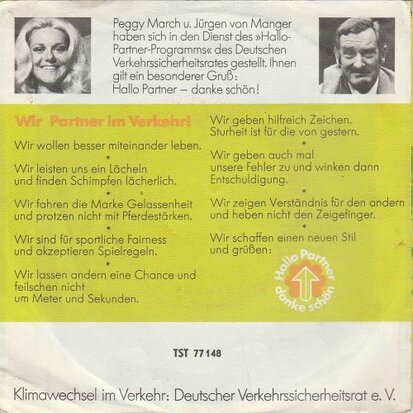 Peggy March u. Jürgen von Manger
haben sich in den Dienst des »Hallo-
Partner-Programms« des Deutschen
Verkehrssicherheitsrates gestellt. Ihnen
gilt ein besonderer Gruß:
Hallo Partner – danke schön!
Wir Partner im Verkehr!
Wir wollen besser miteinander leben.
*
Wir leisten uns ein Lächeln
und finden Schimpfen lächerlich.
*
Wir fahren die Marke Gelassenheit
und protzen nicht mit Pferdestärken.
*
Wir sind für sportliche Fairness
und akzeptieren Spielregeln.
*
Wir lassen andern eine Chance und
feilschen nicht
um Meter und Sekunden.
Wir geben hilfreich Zeichen.
Sturheit ist für die von gestern.
*
Wir geben auch mal
unsere Fehler zu und winken dann
Entschuldigung.
*
Wir zeigen Verständnis für den andern
und heben nicht den Zeigefinger.
*
Wir schaffen einen neuen Stil
und grüßen:
Hallo Partner
danke schön
TST 77148
Klimawechsel im Verkehr: Deutscher Verkehrssicherheitsrat e. V.